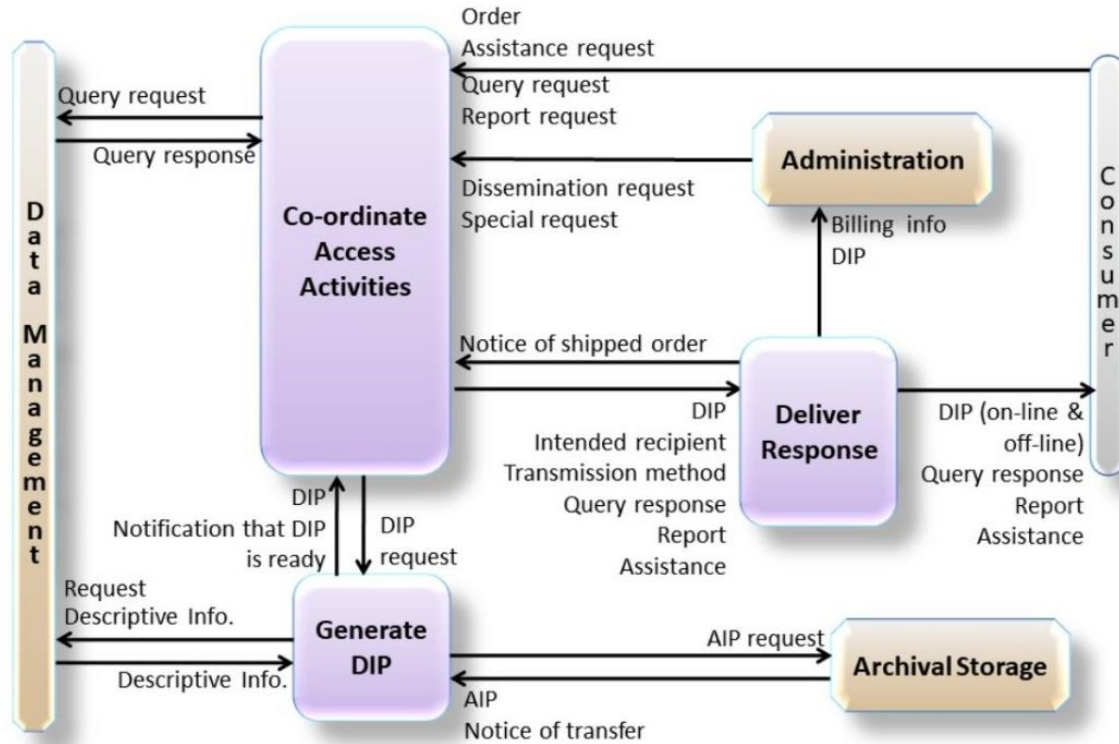 Order
Assistance request
Query request
Report request
Query request
Query response
Data Management
Co-ordinate
Access
Activities
Administration
Consumer
Dissemination request
Special request
Billing info
DIP
Notice of shipped order
DIP
Intended recipient
Transmission method
Query response
Report
Assistance
Deliver
Response
DIP (on-line &
off-line)
Query response
Report
Assistance
DIP
Notification that DIP
is ready
DIP
request
Request
Descriptive Info.
Descriptive Info.
Generate
DIP
AIP request
AIP
Notice of transfer
Archival Storage